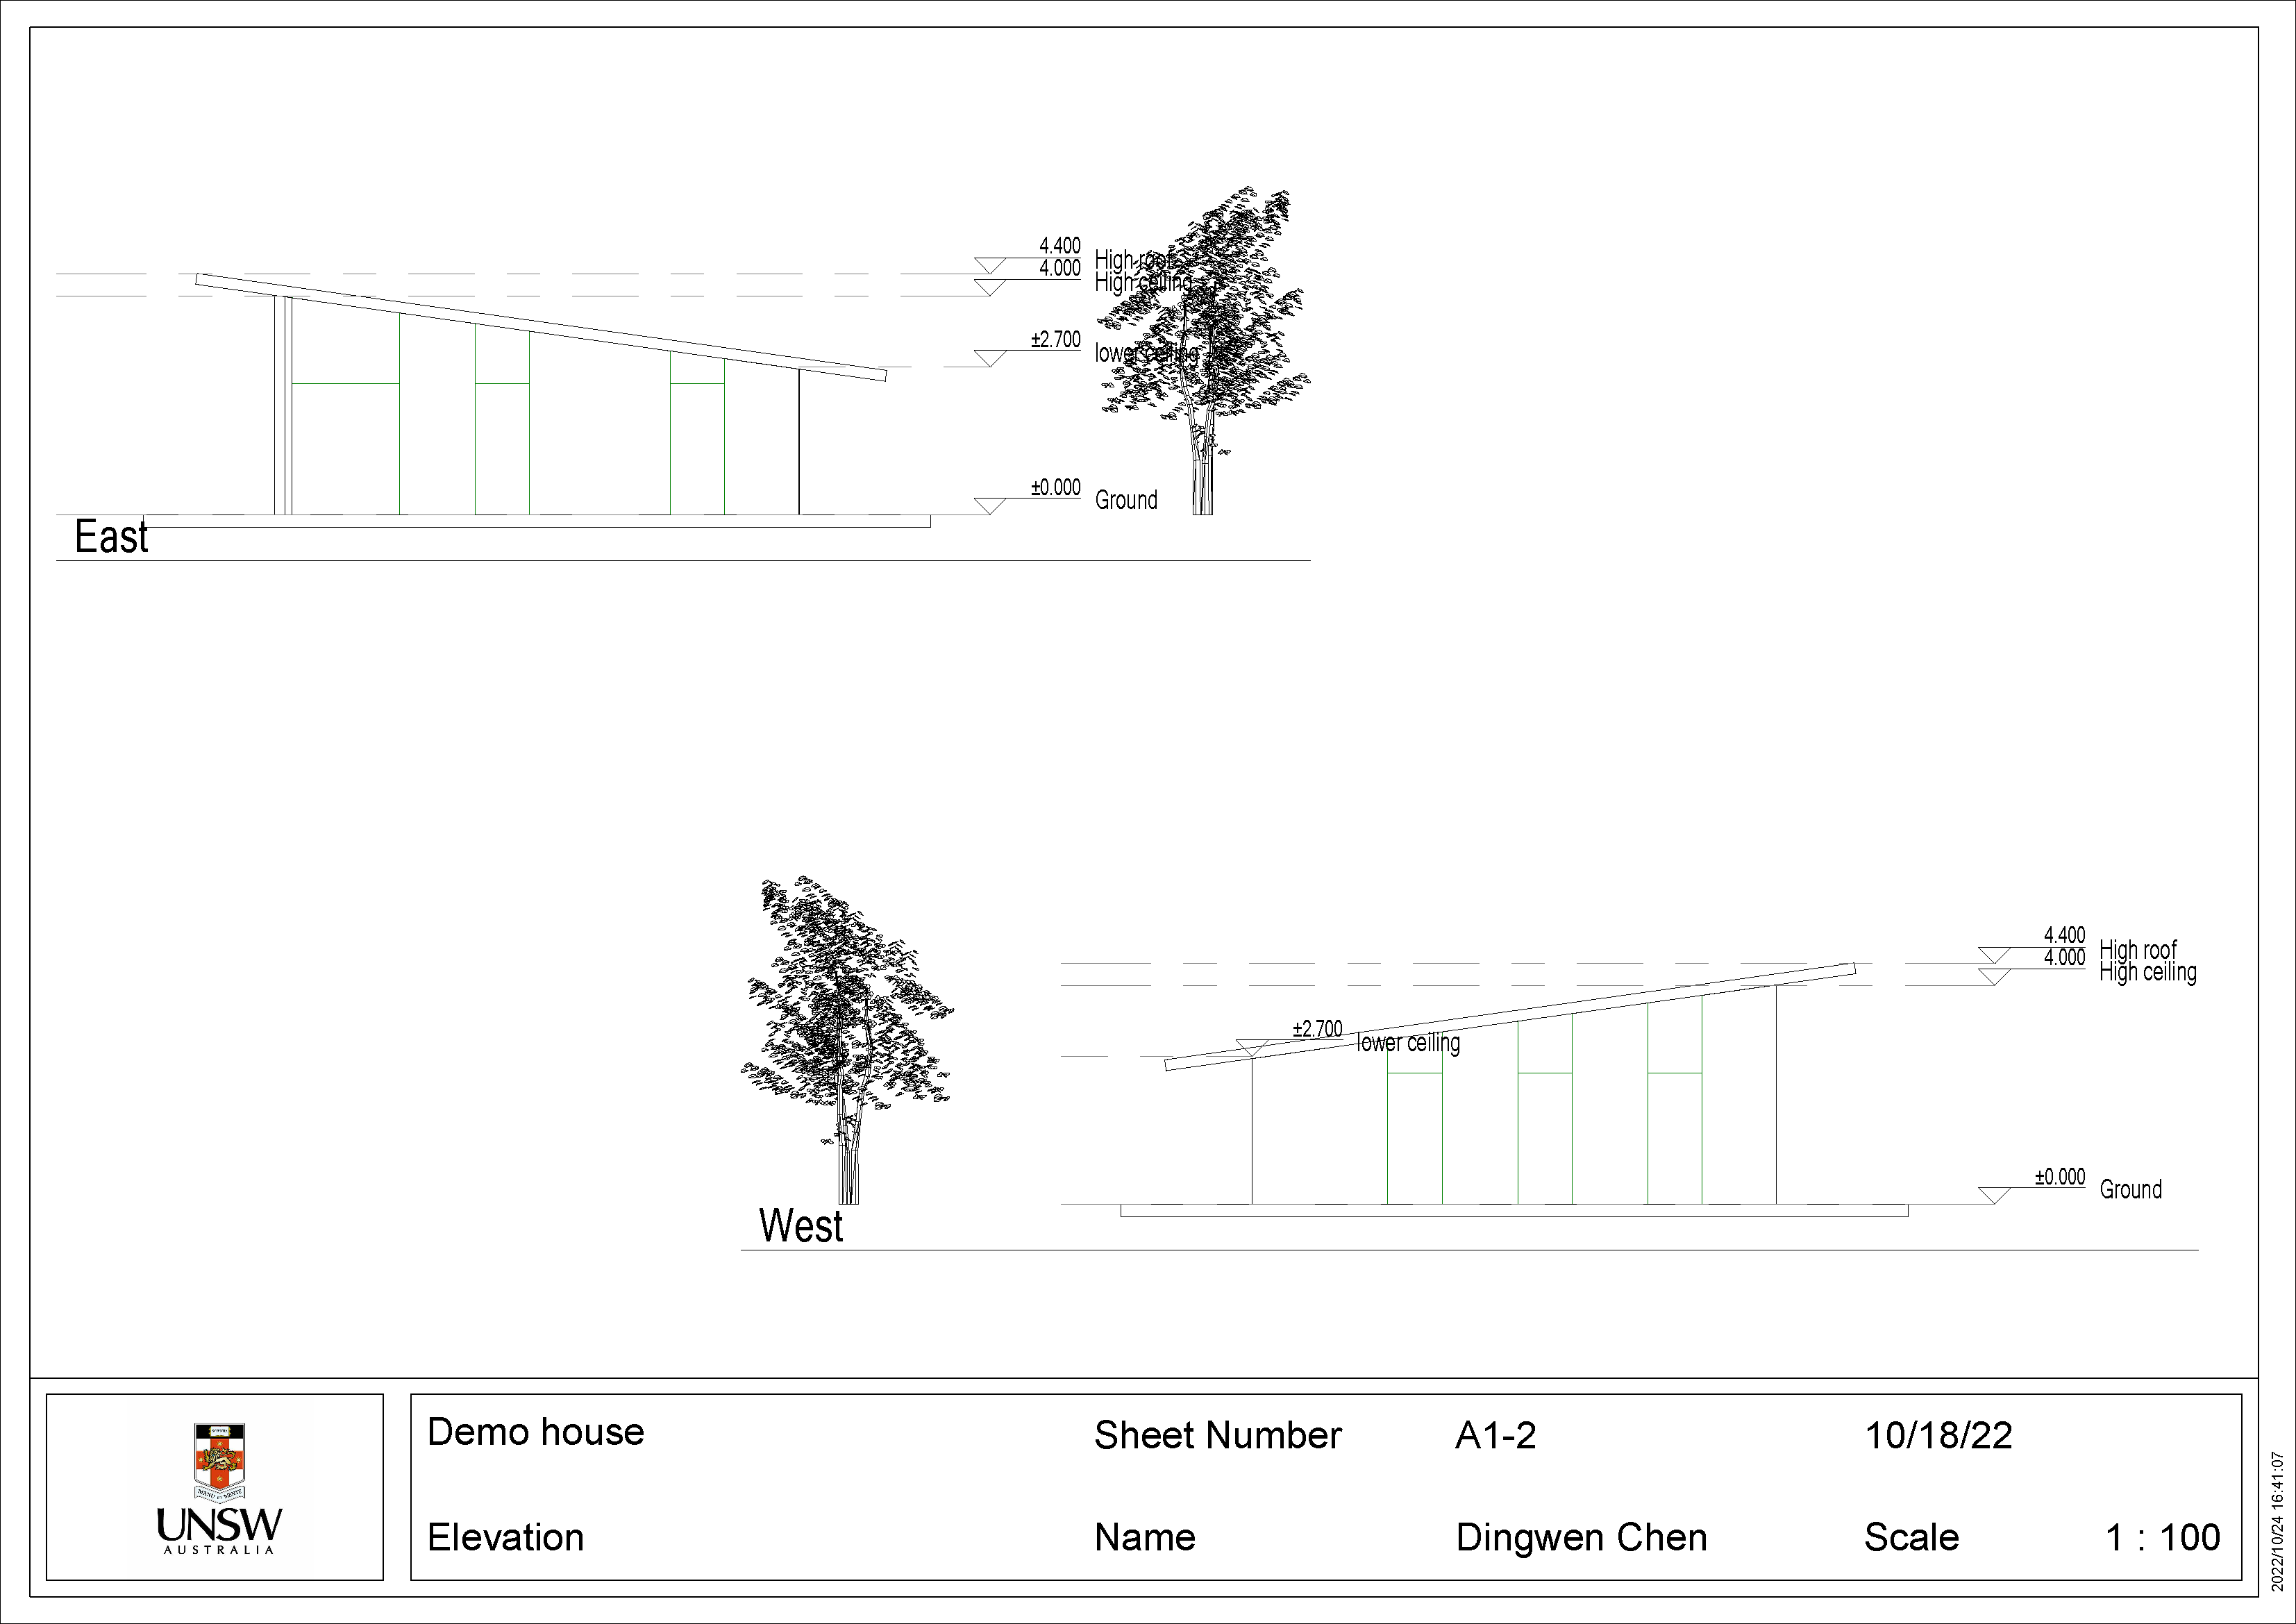 4.400
High roof
4.000
High ceiling
±2.700
lower ceiling
±0.000
Ground
East
4.400
High roof
4.000
High ceiling
±2.700
lower ceiling
±0.000
Ground
West
UNSW
AUSTRALIA
Demo house
Sheet Number
A1-2
10/18/22
Elevation
Name
Dingwen Chen
Scale
1 : 100
2022/10/24 16:41:07